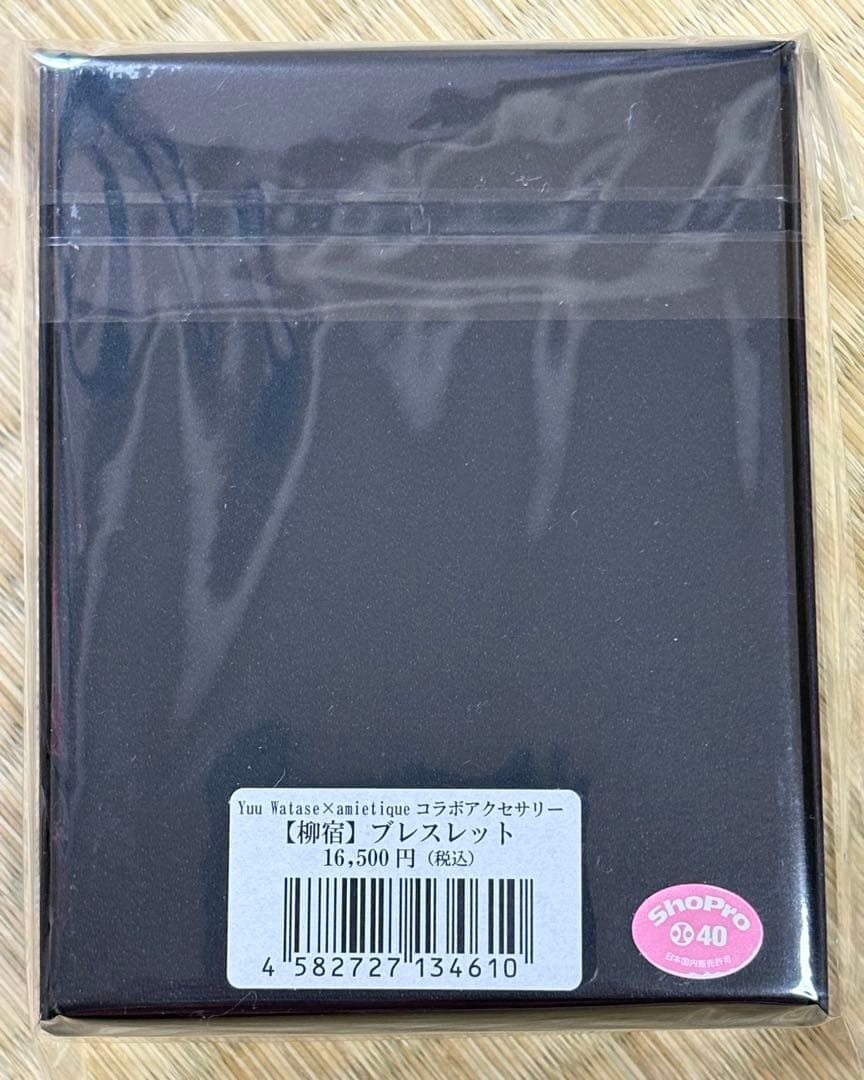 Yuu Watase×amietique コラボアクセサリー
【柳宿】ブレスレット
16,500円（税込）
4 582727 134610
ShoPro
40
日本国内販売許可